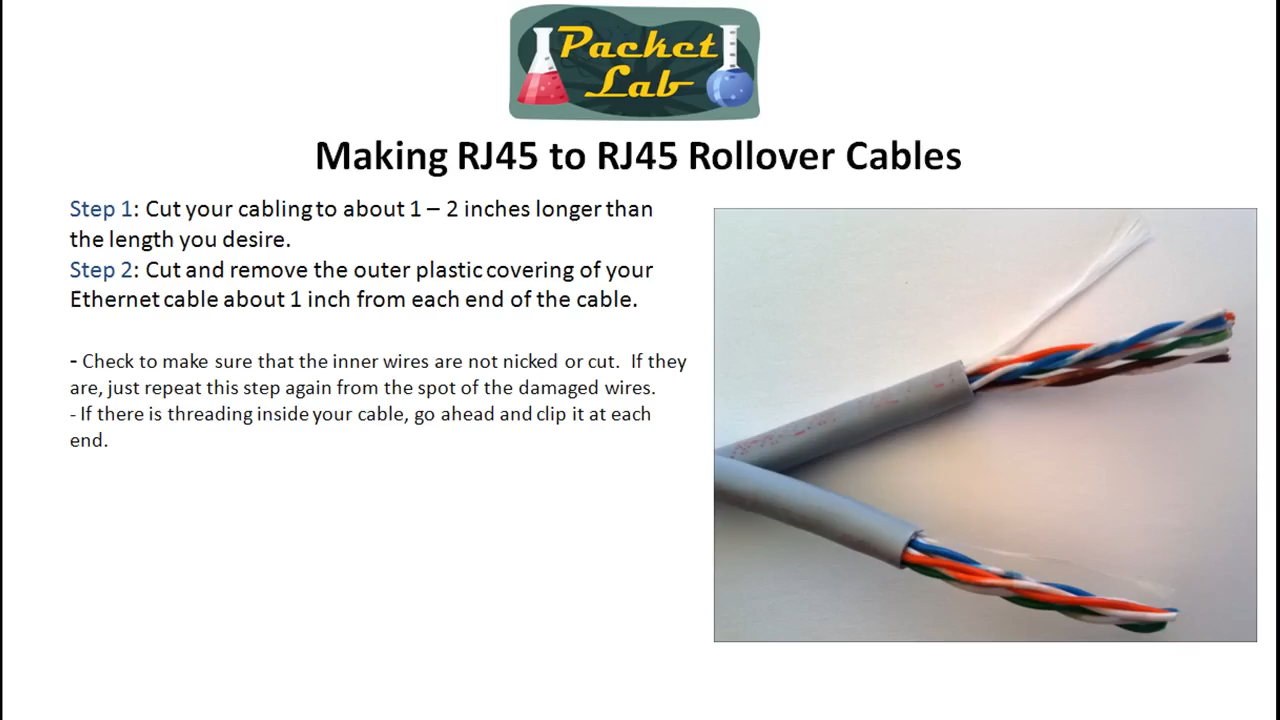 Packet
Lab
Making RJ45 to RJ45 Rollover Cables
Step 1: Cut your cabling to about 1 – 2 inches longer than
the length you desire.
Step 2: Cut and remove the outer plastic covering of your
Ethernet cable about 1 inch from each end of the cable.
- Check to make sure that the inner wires are not nicked or cut.  If they
are, just repeat this step again from the spot of the damaged wires.
- If there is threading inside your cable, go ahead and clip it at each
end.